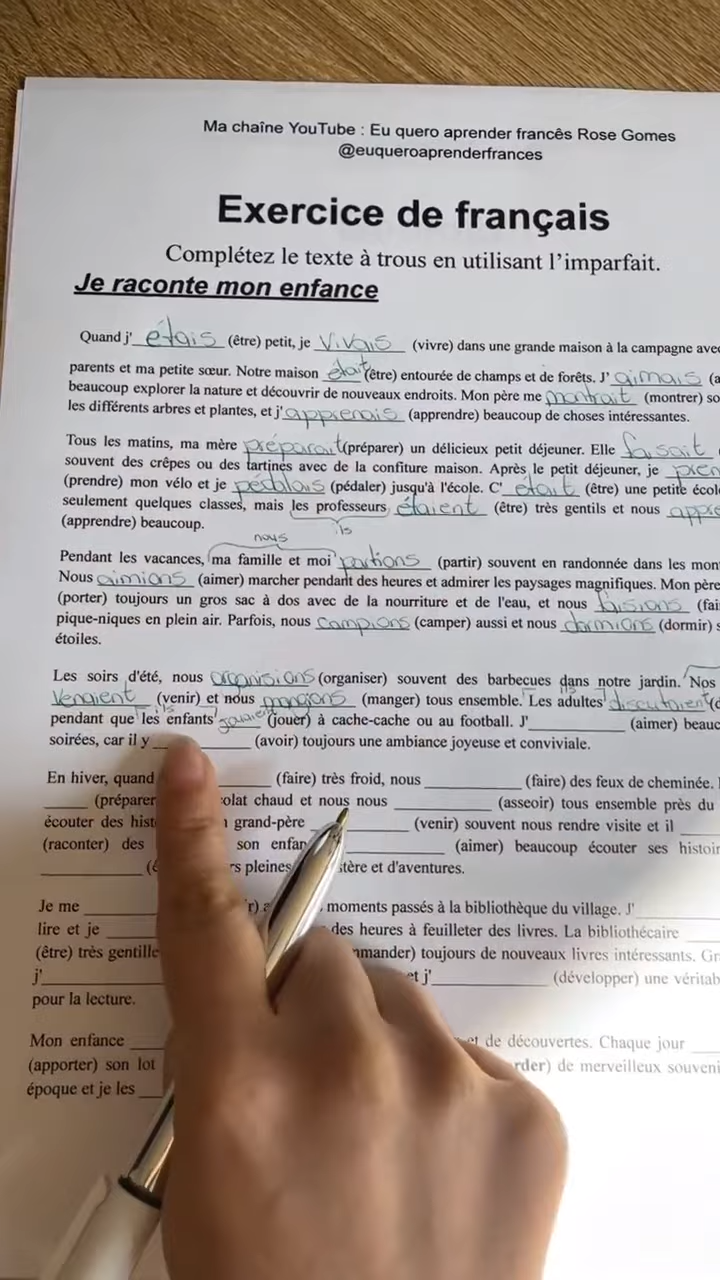 Ma chaîne YouTube : Eu quero aprender francês Rose Gomes
@euqueroaprenderfrances
Exercice de français
Complétez le texte à trous en utilisant l'imparfait.
Je raconte mon enfance
Quand j' étais (être) petit, je vivais (vivre) dans une grande maison à la campagne avec
parents et ma petite sœur. Notre maison était (être) entourée de champs et de forêts. J' aimais (a
beaucoup explorer la nature et découvrir de nouveaux endroits. Mon père me montrait (montrer) so
les différents arbres et plantes, et j' apprenais (apprendre) beaucoup de choses intéressantes.
Tous les matins, ma mère préparait (préparer) un délicieux petit déjeuner. Elle faisait
souvent des crêpes ou des tartines avec de la confiture maison. Après le petit déjeuner, je pren
(prendre) mon vélo et je pédalais (pédaler) jusqu'à l'école. C' était (être) une petite écol
seulement quelques classes, mais les professeurs étaient (être) très gentils et nous appre
(apprendre) beaucoup.
ils
nous
Pendant les vacances, ma famille et moi partions (partir) souvent en randonnée dans les mon
Nous aimions (aimer) marcher pendant des heures et admirer les paysages magnifiques. Mon père
(porter) toujours un gros sac à dos avec de la nourriture et de l'eau, et nous faisions (fai
pique-niques en plein air. Parfois, nous campions (camper) aussi et nous dormions (dormir) s
étoiles.
Les soirs d'été, nous organisions (organiser) souvent des barbecues dans notre jardin. Nos
venaient (venir) et nous mangions (manger) tous ensemble. Les adultes discutaient (d
ils
ils
pendant que les enfants jouaient (jouer) à cache-cache ou au football. J' (aimer) beauc
soirées, car il y (avoir) toujours une ambiance joyeuse et conviviale.
En hiver, quand (faire) très froid, nous (faire) des feux de cheminée.
(préparer olat chaud et nous nous (asseoir) tous ensemble près du
écouter des hist grand-père (venir) souvent nous rendre visite et il
(raconter) des son enfan (aimer) beaucoup écouter ses histoir
rs pleines stère et d'aventures.
Je me moments passés à la bibliothèque du village. J'
lire et je des heures à feuilleter des livres. La bibliothécaire
(être) très gentille mmander) toujours de nouveaux livres intéressants. Gr
j' et j' (développer) une véritab
pour la lecture.
Mon enfance et de découvertes. Chaque jour
(apporter) son lot rder) de merveilleux souveni
époque et je les